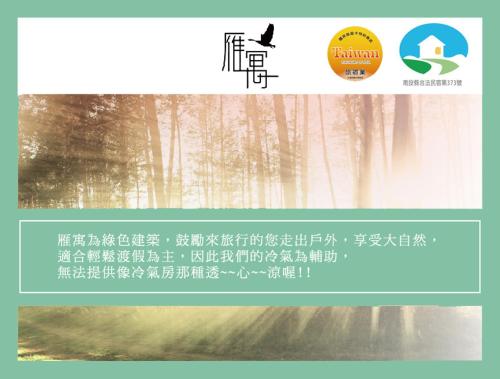 雁寓
Taiwan
旅宿業
南投縣合法民宿第373號
雁寓為綠色建築，鼓勵來旅行的您走出戶外，享受大自然，
適合輕鬆渡假為主，因此我們的冷氣為輔助，
無法提供像冷氣房那種透~~心~~涼喔!!